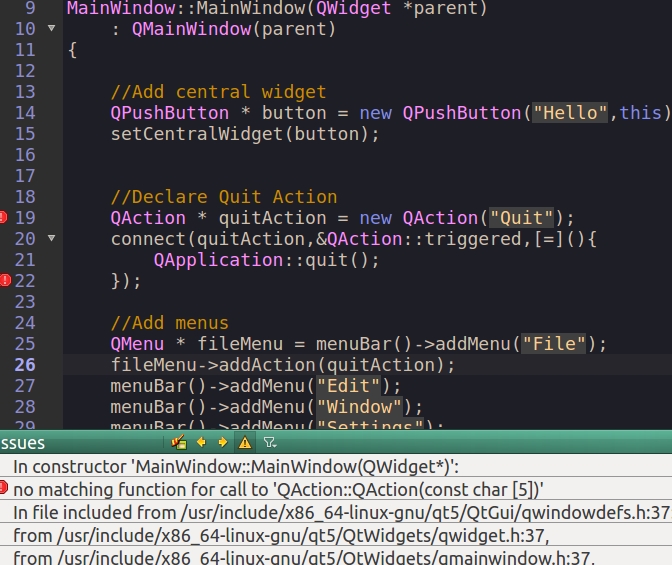 9 MainWindow::MainWindow(QWidget *parent)
10 : QMainWindow(parent)
11 {
12
13 //Add central widget
14 QPushButton * button = new QPushButton("Hello",this)
15 setCentralWidget(button);
16
17
18 //Declare Quit Action
19 QAction * quitAction = new QAction("Quit");
20 connect(quitAction,&QAction::triggered,[=](){
21 QApplication::quit();
22 });
23
24 //Add menus
25 QMenu * fileMenu = menuBar()->addMenu("File");
26 fileMenu->addAction(quitAction);
27 menuBar()->addMenu("Edit");
28 menuBar()->addMenu("Window");
29 menuBar()->addMenu("Settings");
ssues
In constructor 'MainWindow::MainWindow(QWidget*)':
no matching function for call to 'QAction::QAction(const char [5])'
In file included from /usr/include/x86_64-linux-gnu/qt5/QtGui/qwindowdefs.h:37
from /usr/include/x86_64-linux-gnu/qt5/QtWidgets/qwidget.h:37,
from /usr/include/x86_64-linux-gnu/qt5/QtWidgets/qmainwindow.h:37,